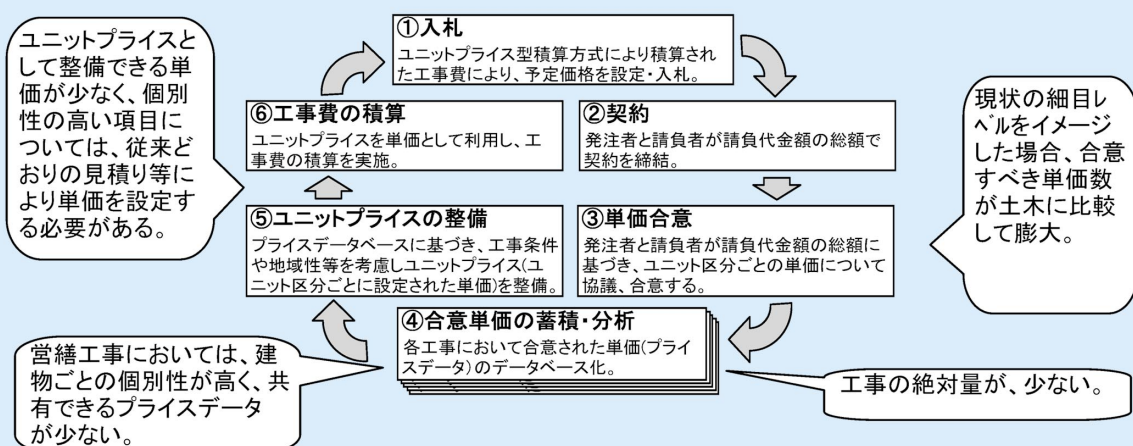 ①入札
ユニットプライス型積算方式により積算され
た工事費により、予定価格を設定・入札。
②契約
発注者と請負者が請負代金額の総額で
契約を締結。
③単価合意
発注者と請負者が請負代金額の総額に
基づき、ユニット区分ごとの単価について
協議、合意する。
④合意単価の蓄積・分析
各工事において合意された単価(プライ
スデータ)のデータベース化。
⑤ユニットプライスの整備
プライスデータベースに基づき、工事条件
や地域性等を考慮しユニットプライス(ユ
ニット区分ごとに設定された単価)を整備。
⑥工事費の積算
ユニットプライスを単価として利用し、工
事費の積算を実施。
ユニットプライスと
して整備できる単
価が少なく、個別
性の高い項目に
ついては、従来ど
おりの見積り等に
より単価を設定す
る必要がある。
現状の細目レ
ベルをイメージ
した場合、合意
すべき単価数
が土木に比較
して膨大。
営繕工事においては、建
物ごとの個別性が高く、共
有できるプライスデータ
が少ない。
工事の絶対量が、少ない。